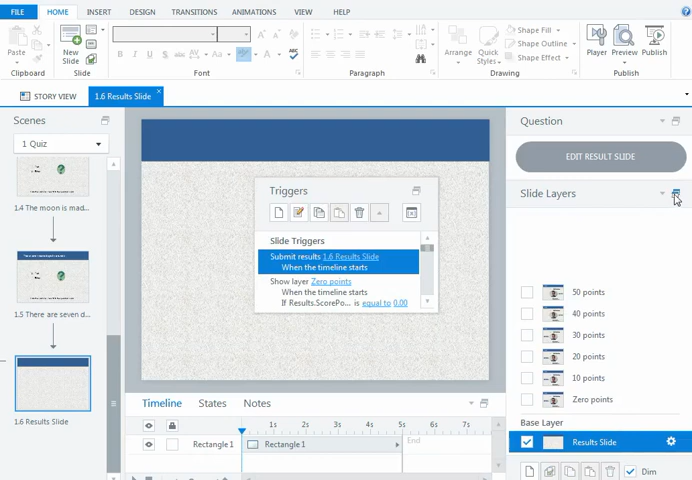 FILE HOME INSERT DESIGN TRANSITIONS ANIMATIONS VIEW HELP
Paste
New
Slide
Clipboard
Slide
B I U S
Font
Paragraph
Arrange
Quick
Styles
Shape Fill
Shape Outline
Shape Effect
Drawing
Player Preview Publish
Publish
STORY VIEW
1.6 Results Slide
Scenes
1 Quiz
1.4 The moon is mad...
1.5 There are seven d...
1.6 Results Slide
Triggers
Slide Triggers
Submit results 1.6 Results Slide
When the timeline starts
Show layer Zero points
When the timeline starts
If Results.ScorePo... is equal to 0.00
Timeline States Notes
1s 2s 3s 4s 5s 6s 7s
Rectangle 1
Rectangle 1
End
Question
EDIT RESULT SLIDE
Slide Layers
50 points
40 points
30 points
20 points
10 points
Zero points
Base Layer
Results Slide
Dim